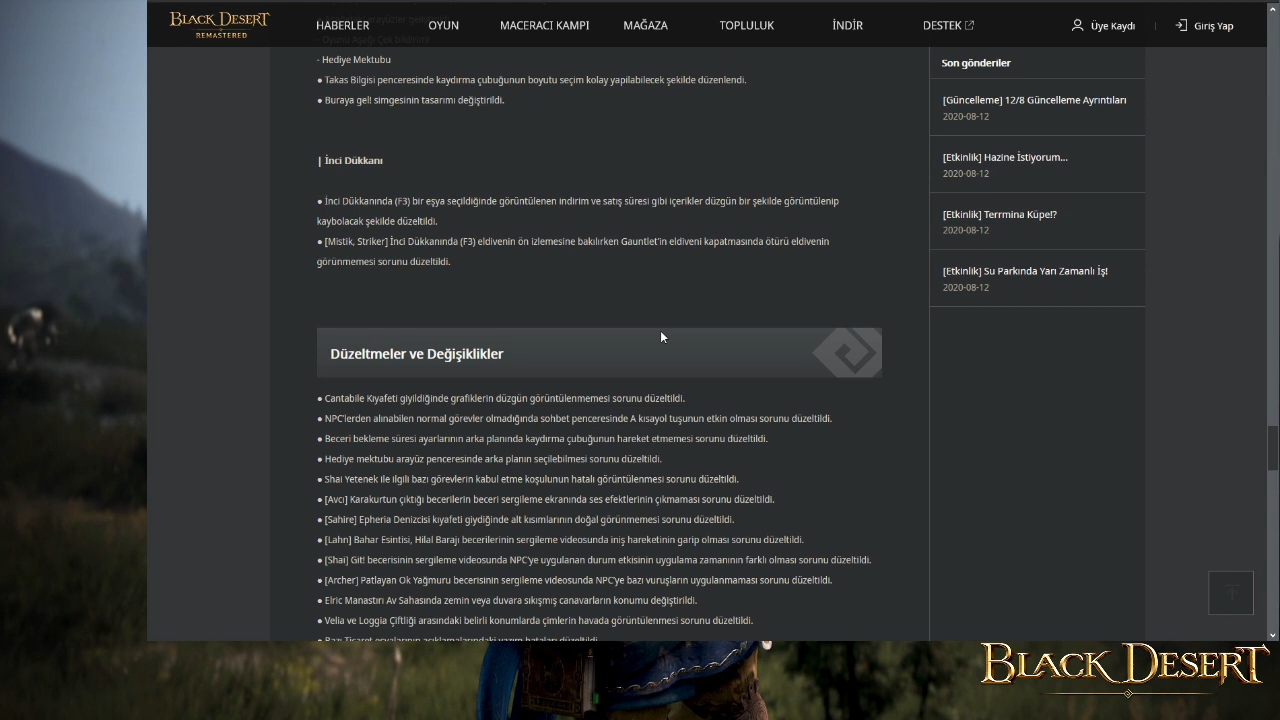 BLACK DESERT
REMASTERED
HABERLER
OYUN
MACERACI KAMPI
MAĞAZA
TOPLULUK
İNDİR
DESTEK
Üye Kaydı
Giriş Yap
- Hediye Mektubu
● Takas Bilgisi penceresinde kaydırma çubuğunun boyutu seçim kolay yapılabilecek şekilde düzenlendi.
● Buraya gel! simgesinin tasarımı değiştirildi.
| İnci Dükkanı
● İnci Dükkanında (F3) bir eşya seçildiğinde görüntülenen indirim ve satış süresi gibi içerikler düzgün bir şekilde görüntülenip
kaybolacak şekilde düzeltildi.
● [Mistik, Striker] İnci Dükkanında (F3) eldivenin ön izlemesine bakılırken Gauntlet'in eldiveni kapatmasında ötürü eldivenin
görünmemesi sorunu düzeltildi.
Düzeltmeler ve Değişiklikler
● Cantabile Kıyafeti giyildiğinde grafiklerin düzgün görüntülenmemesi sorunu düzeltildi.
● NPC'lerden alınabilen normal görevler olmadığında sohbet penceresinde A kısayol tuşunun etkin olması sorunu düzeltildi.
● Beceri bekleme süresi ayarlarının arka planında kaydırma çubuğunun hareket etmemesi sorunu düzeltildi.
● Hediye mektubu arayüz penceresinde arka planın seçilebilmesi sorunu düzeltildi.
● Shai Yetenek ile ilgili bazı görevlerin kabul etme koşulunun hatalı görüntülenmesi sorunu düzeltildi.
● [Avcı] Karakurtun çıktığı becerilerin beceri sergileme ekranında ses efektlerinin çıkmaması sorunu düzeltildi.
● [Sahire] Epheria Denizcisi kıyafeti giydiğinde alt kısımlarının doğal görünmemesi sorunu düzeltildi.
● [Lahn] Bahar Esintisi, Hilal Barajı becerilerinin sergileme videosunda iniş hareketinin garip olması sorunu düzeltildi.
● [Shai] Git! becerisinin sergileme videosunda NPC'ye uygulanan durum etkisinin uygulama zamanının farklı olması sorunu düzeltildi.
● [Archer] Patlayan Ok Yağmuru becerisinin sergileme videosunda NPC'ye bazı vuruşların uygulanmaması sorunu düzeltildi.
● Elric Manastırı Av Sahasında zemin veya duvara sıkışmış canavarların konumu değiştirildi.
● Velia ve Loggia Çiftliği arasındaki belirli konumlarda çimlerin havada görüntülenmesi sorunu düzeltildi.
● Bazı Ticaret eşyalarının açıklamalarındaki yazım hataları düzeltildi.
Son gönderiler
[Güncelleme] 12/8 Güncelleme Ayrıntıları
2020-08-12
[Etkinlik] Hazine İstiyorum...
2020-08-12
[Etkinlik] Terrmina Küpe!?
2020-08-12
[Etkinlik] Su Parkında Yarı Zamanlı İş!
2020-08-12
BLACK DESERT